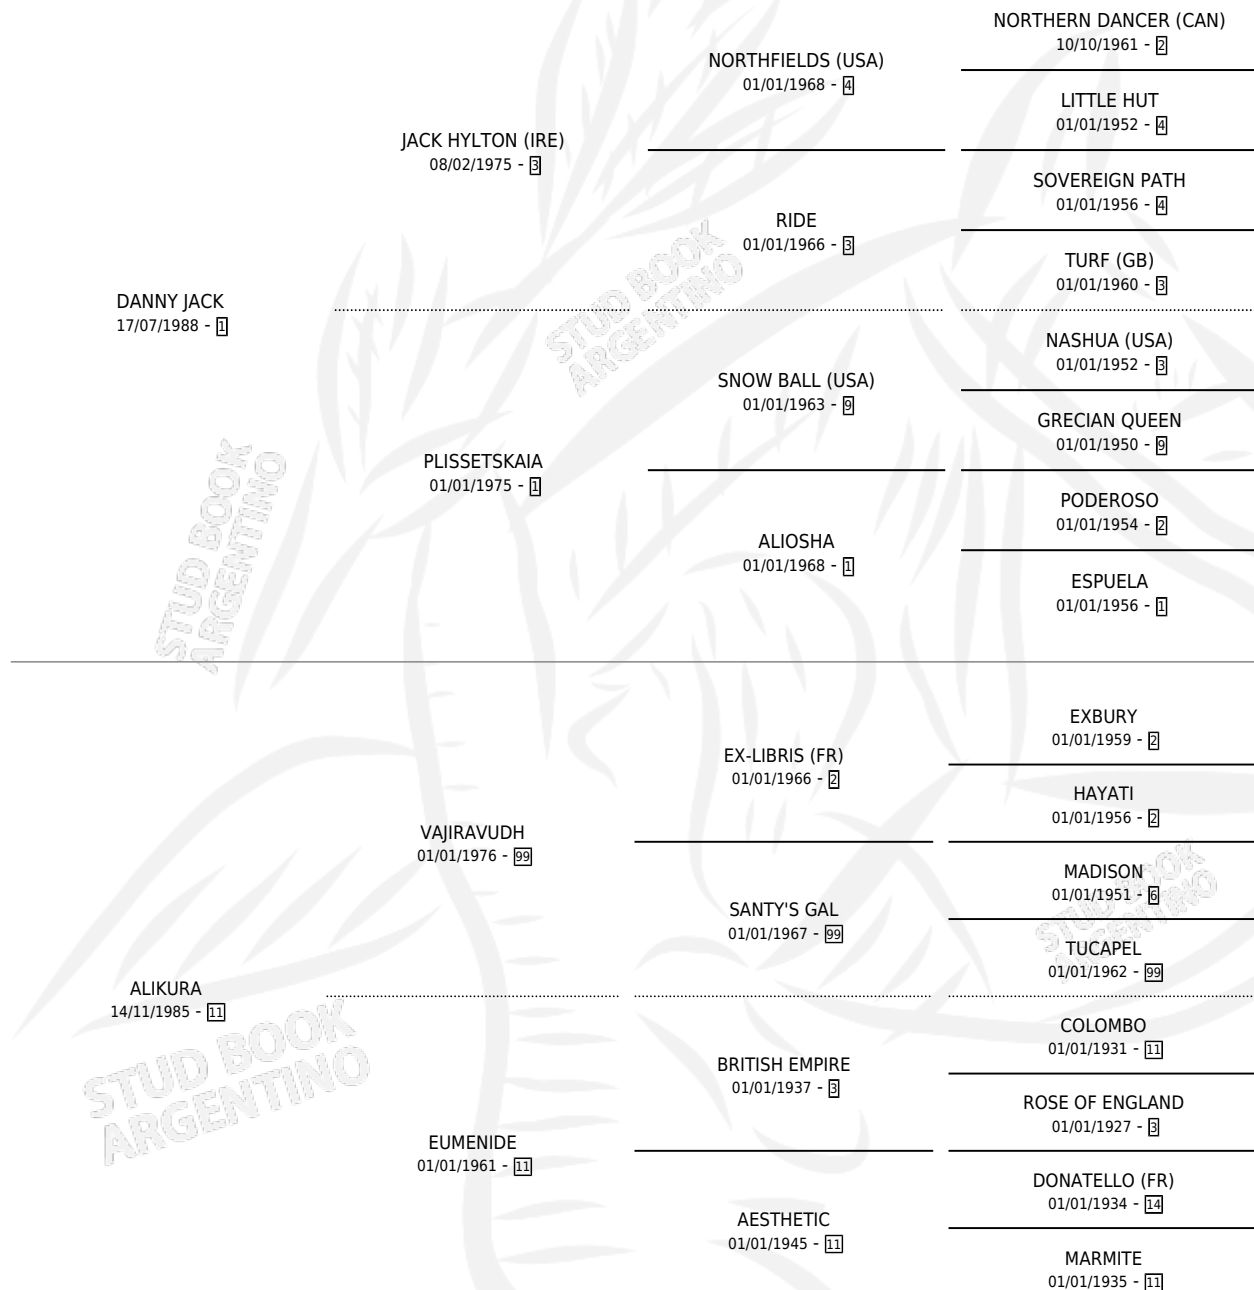 NORTHERN DANCER (CAN)
10/10/1961 - 2
NORTHFIELDS (USA)
01/01/1968 - 4
LITTLE HUT
01/01/1952 - 4
JACK HYLTON (IRE)
08/02/1975 - 3
SOVEREIGN PATH
01/01/1956 - 4
RIDE
01/01/1966 - 3
TURF (GB)
01/01/1960 - 3
DANNY JACK
17/07/1988 - 1
NASHUA (USA)
01/01/1952 - 3
SNOW BALL (USA)
01/01/1963 - 9
GRECIAN QUEEN
01/01/1950 - 9
PLISSETSKAIA
01/01/1975 - 1
PODEROSO
01/01/1954 - 2
ALIOSHA
01/01/1968 - 1
ESPUELA
01/01/1956 - 1
EXBURY
01/01/1959 - 2
EX-LIBRIS (FR)
01/01/1966 - 2
HAYATI
01/01/1956 - 2
VAJIRAVUDH
01/01/1976 - 99
MADISON
01/01/1951 - 6
SANTY'S GAL
01/01/1967 - 99
TUCAPEL
01/01/1962 - 99
ALIKURA
14/11/1985 - 11
COLOMBO
01/01/1931 - 11
BRITISH EMPIRE
01/01/1937 - 3
ROSE OF ENGLAND
01/01/1927 - 3
EUMENIDE
01/01/1961 - 11
DONATELLO (FR)
01/01/1934 - 14
AESTHETIC
01/01/1945 - 11
MARMITE
01/01/1935 - 11
STUD BOOK
ARGENTINO
STUD BOOK
ARGENTINO
STUD BOOK
ARGENTINO
STUD BOOK
ARGENTINO